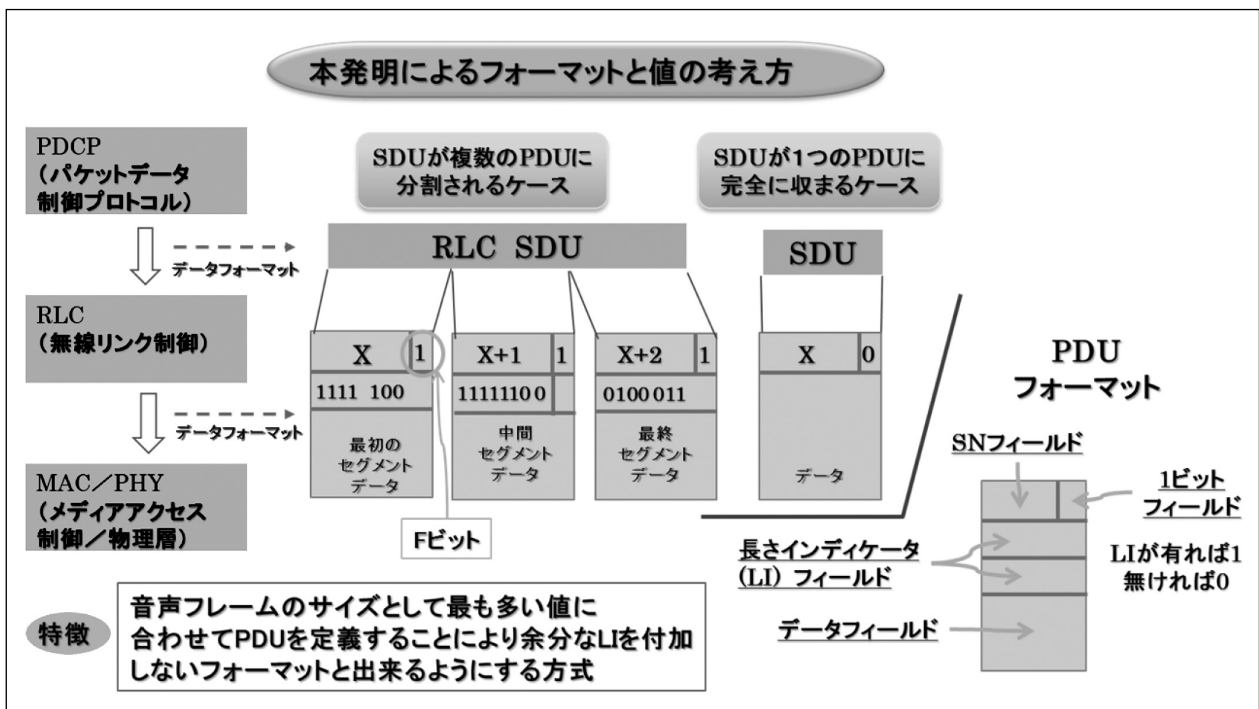 本発明によるフォーマットと値の考え方
PDCP
（パケットデータ
制御プロトコル）
SDUが複数のPDUに
分割されるケース
SDUが1つのPDUに
完全に収まるケース
データフォーマット
RLC SDU
SDU
RLC
（無線リンク制御）
X
1
X+1
1
X+2
1
X
0
1111 100
1111110 0
0100 011
最初の
セグメント
データ
中間
セグメント
データ
最終
セグメント
データ
データ
データフォーマット
MAC／PHY
（メディアアクセス
制御／物理層）
Fビット
PDU
フォーマット
SNフィールド
1ビット
フィールド
長さインディケータ
(LI) フィールド
LIが有れば1
無ければ0
データフィールド
特徴
音声フレームのサイズとして最も多い値に
合わせてPDUを定義することにより余分なLIを付加
しないフォーマットと出来るようにする方式